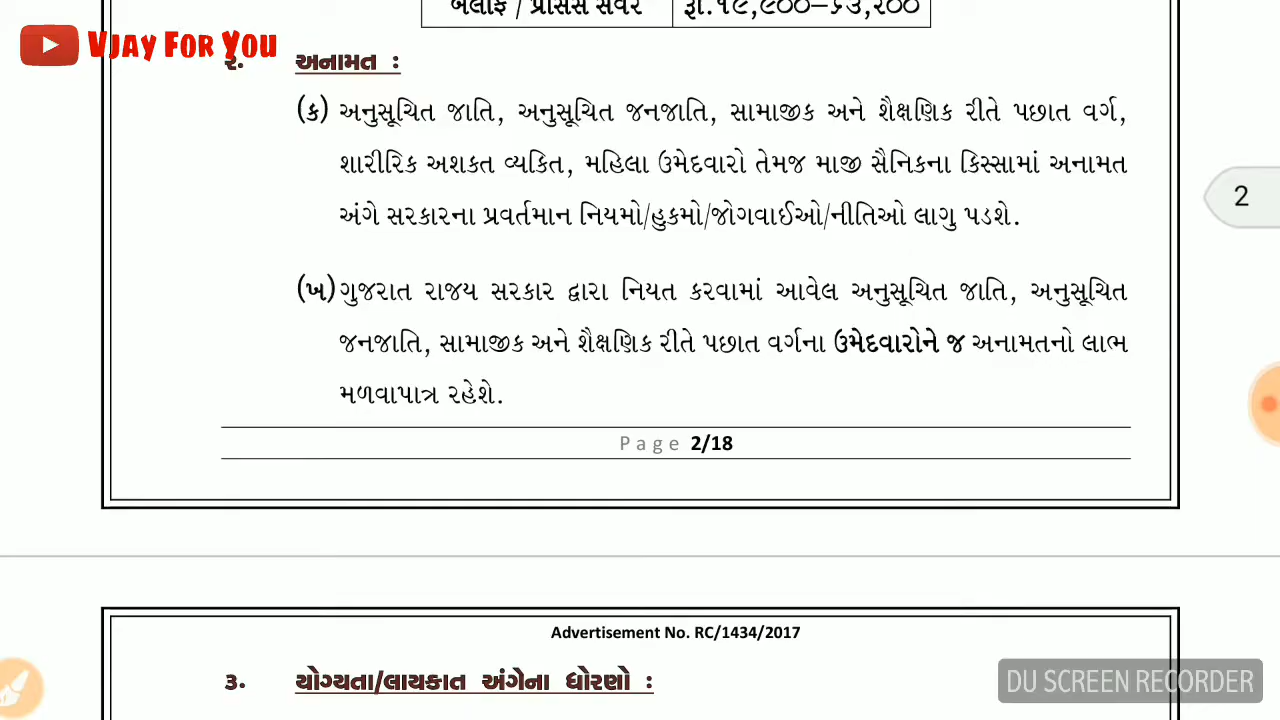 બેલીફ / પ્રોસેસ સર્વર રૂા.૧૯,૯૦૦–૬૩,૨૦૦
Vjay For You
૨. અનામત :
(ક) અનુસૂચિત જાતિ, અનુસૂચિત જનજાતિ, સામાજીક અને શૈક્ષણિક રીતે પછાત વર્ગ,
શારીરિક અશકત વ્યકિત, મહિલા ઉમેદવારો તેમજ માજી સૈનિકના કિસ્સામાં અનામત
અંગે સરકારના પ્રવર્તમાન નિયમો/હુકમો/જોગવાઈઓ/નીતિઓ લાગુ પડશે.
(ખ) ગુજરાત રાજય સરકાર દ્વારા નિયત કરવામાં આવેલ અનુસૂચિત જાતિ, અનુસૂચિત
જનજાતિ, સામાજીક અને શૈક્ષણિક રીતે પછાત વર્ગના ઉમેદવારોને જ અનામતનો લાભ
મળવાપાત્ર રહેશે.
Page 2/18
2
Advertisement No. RC/1434/2017
૩. યોગ્યતા/લાયકાત અંગેના ધોરણો :
DU SCREEN RECORDER